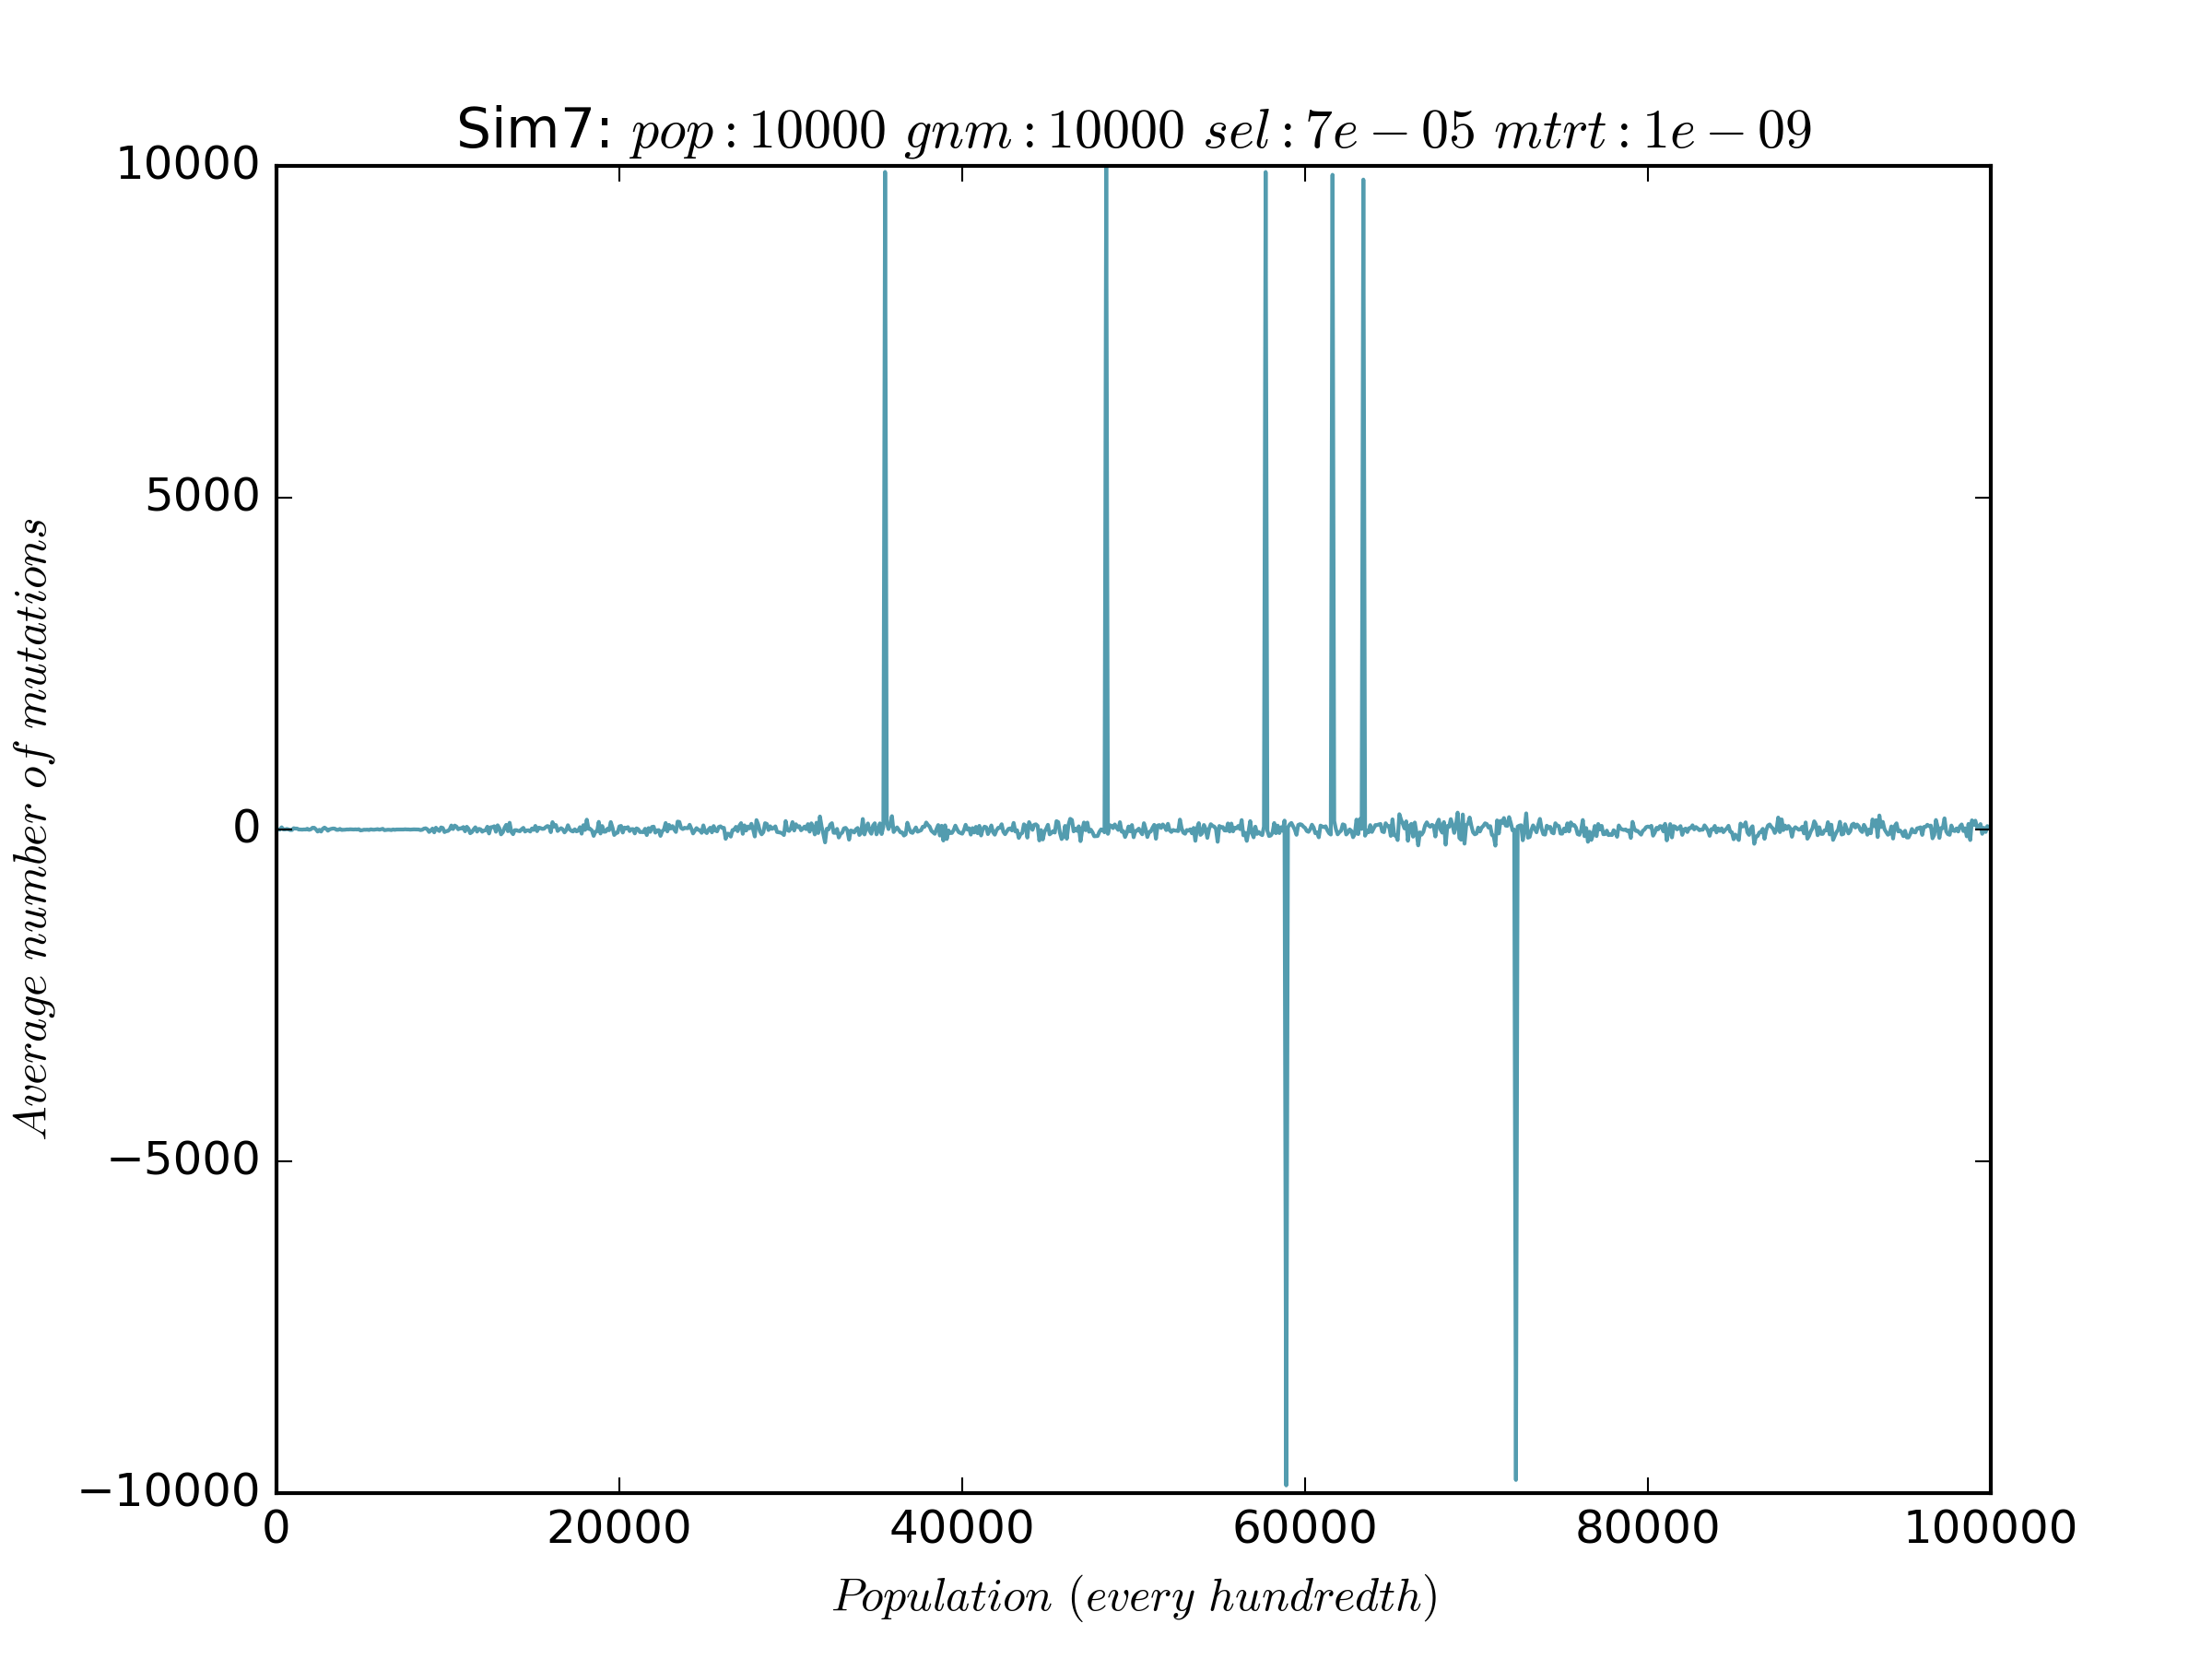 Sim7: pop : 10000 gnm : 10000 sel : 7e − 05 mtrt : 1e − 09
10000
5000
0
−5000
−10000
Average number of mutations
0 20000 40000 60000 80000 100000
Population (every hundredth)